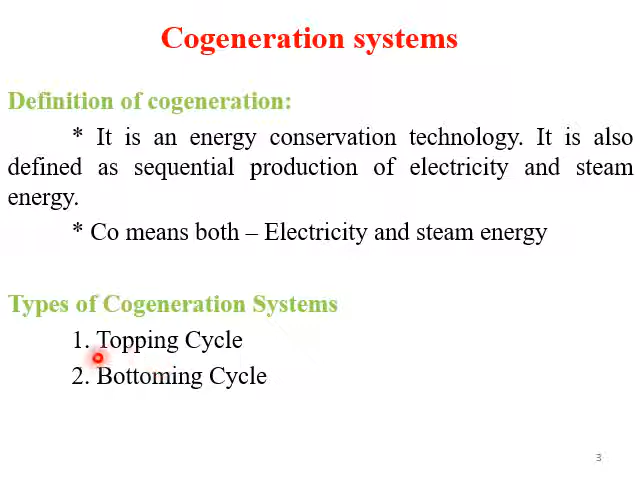 Cogeneration systems
Definition of cogeneration:
* It is an energy conservation technology. It is also
defined as sequential production of electricity and steam
energy.
* Co means both – Electricity and steam energy
Types of Cogeneration Systems
1. Topping Cycle
2. Bottoming Cycle
3